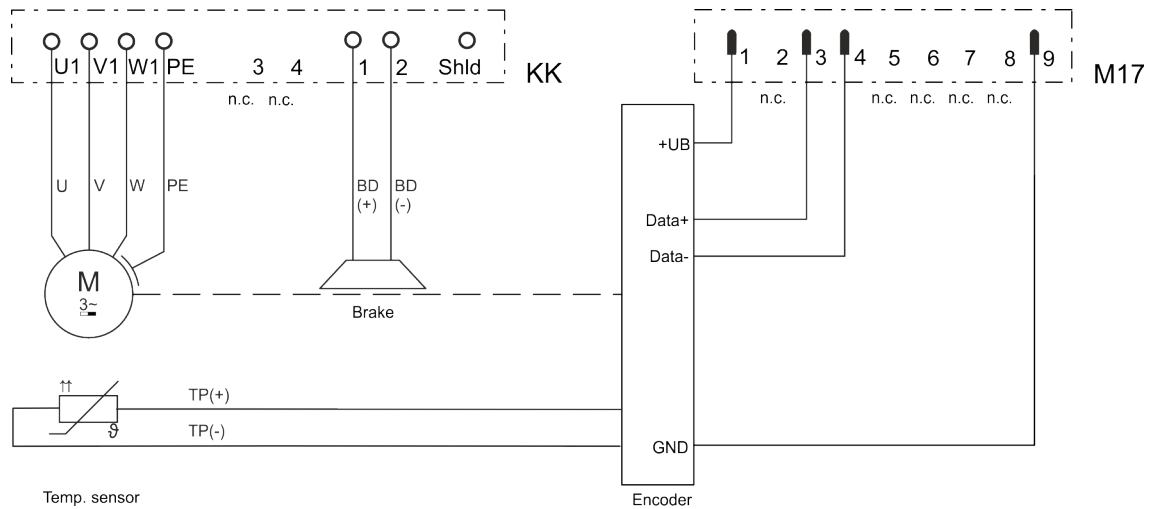 U1 V1 W1 PE 3 4 1 2 Shld KK
n.c. n.c.
1 2 3 4 5 6 7 8 9 M17
n.c. n.c. n.c. n.c. n.c.
+UB
U V W PE BD (+) BD (-)
Data+
Data-
M
3~
Brake
TP(+)
ϑ
TP(-)
GND
Temp. sensor
Encoder